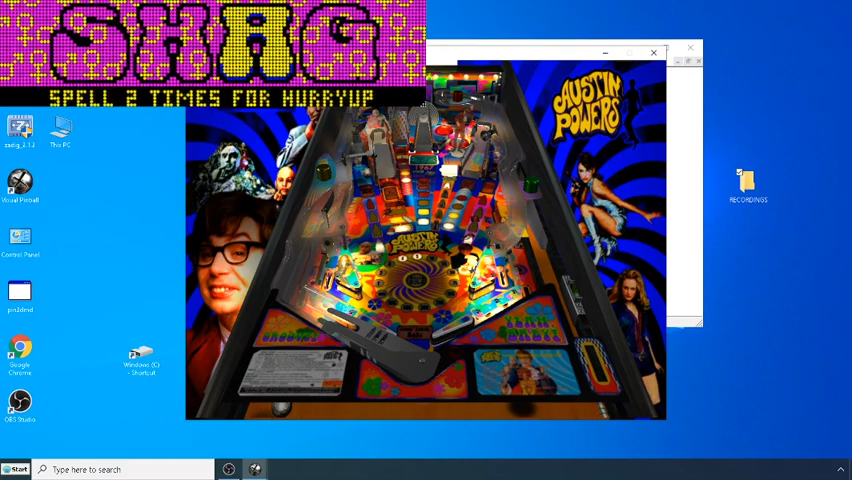 SHAG
SPELL 2 TIMES FOR HURRYUP
zadig_2.1.2
This PC
Visual Pinball
Control Panel
pin2dmd
Google
Chrome
Windows (C)
- Shortcut
OBS Studio
RECORDINGS
AUSTIN
POWERS
AUSTIN
POWERS
Start
Type here to search